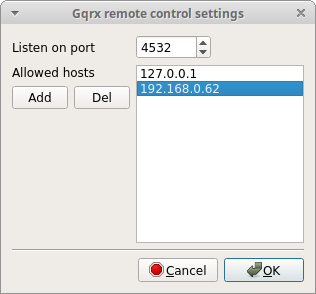 Gqrx remote control settings
Listen on port
4532
Allowed hosts
127.0.0.1
192.168.0.62
Add
Del
Cancel
OK